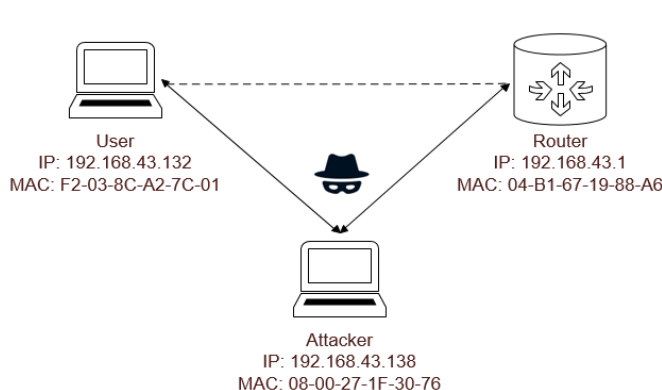 User
IP: 192.168.43.132
MAC: F2-03-8C-A2-7C-01
Router
IP: 192.168.43.1
MAC: 04-B1-67-19-88-A6
Attacker
IP: 192.168.43.138
MAC: 08-00-27-1F-30-76